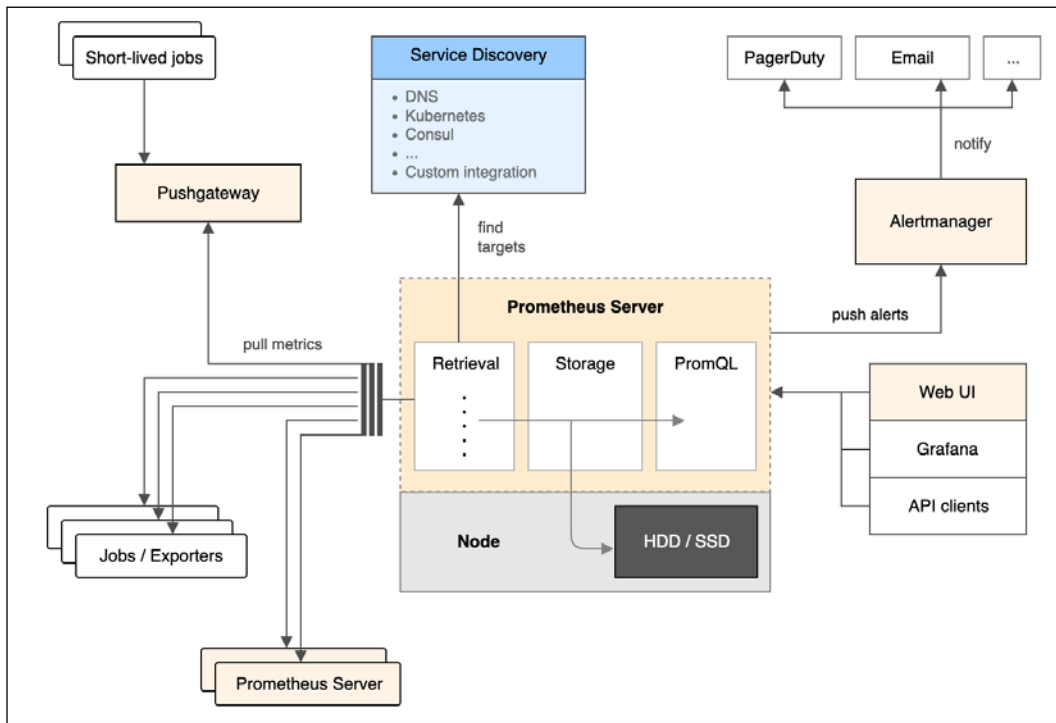 Short-lived jobs
Service Discovery
DNS
Kubernetes
Consul
...
Custom integration
PagerDuty
Email
...
notify
Pushgateway
Alertmanager
find
targets
Prometheus Server
push alerts
pull metrics
Retrieval
Storage
PromQL
Web UI
Grafana
API clients
Node
HDD / SSD
Jobs / Exporters
Prometheus Server